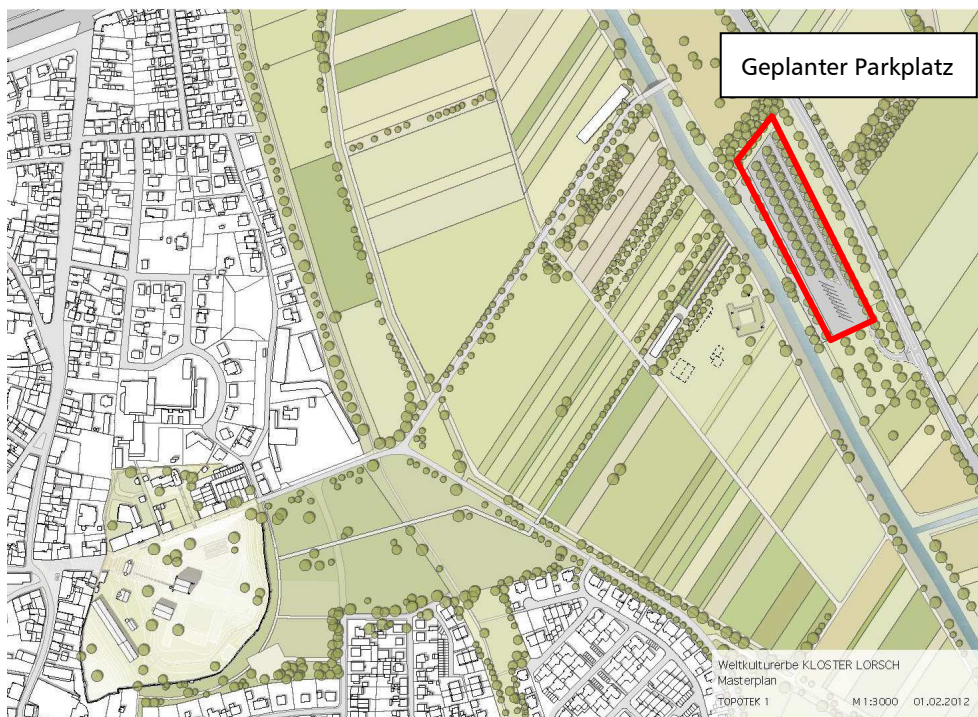 Geplanter Parkplatz
Weltkulturerbe KLOSTER LORSCH
Masterplan
TOPOTEK 1 M 1:3000 01.02.2012